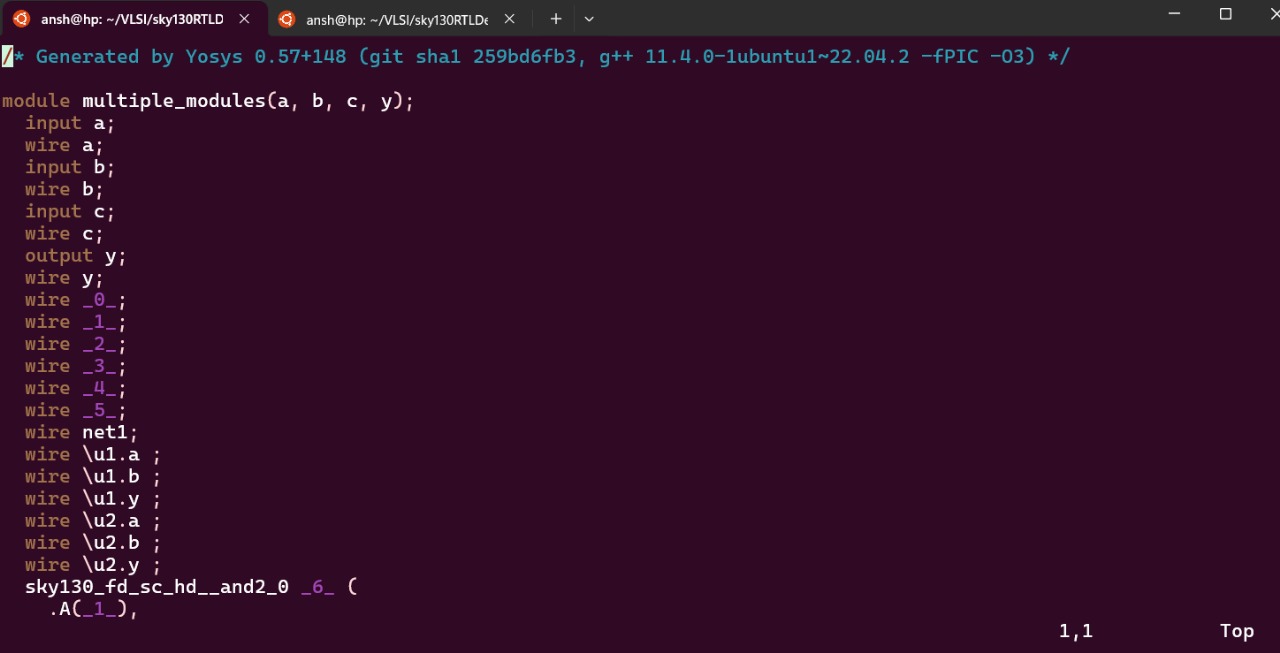 ansh@hp: ~/VLSI/sky130RTLD
ansh@hp: ~/VLSI/sky130RTLDe
/* Generated by Yosys 0.57+148 (git sha1 259bd6fb3, g++ 11.4.0-1ubuntu1~22.04.2 -fPIC -O3) */
module multiple_modules(a, b, c, y);
input a;
wire a;
input b;
wire b;
input c;
wire c;
output y;
wire y;
wire _0_;
wire _1_;
wire _2_;
wire _3_;
wire _4_;
wire _5_;
wire net1;
wire \u1.a ;
wire \u1.b ;
wire \u1.y ;
wire \u2.a ;
wire \u2.b ;
wire \u2.y ;
sky130_fd_sc_hd__and2_0 _6_ (
.A(_1_),
1,1 Top